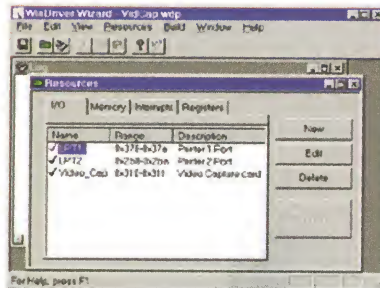 WinDriver Wizard - VidCap.wdp
File Edit View Resources Build Window Help
Log
Resources
I/O Memory Interrupts Registers
Name Range Description
LPT1 0x378-0x37a Printer 1 Port
LPT2 Printer 2 Port
Video_Cap 0x310-0x311 Video Capture card
New
Edit
Delete
For Help, press F1